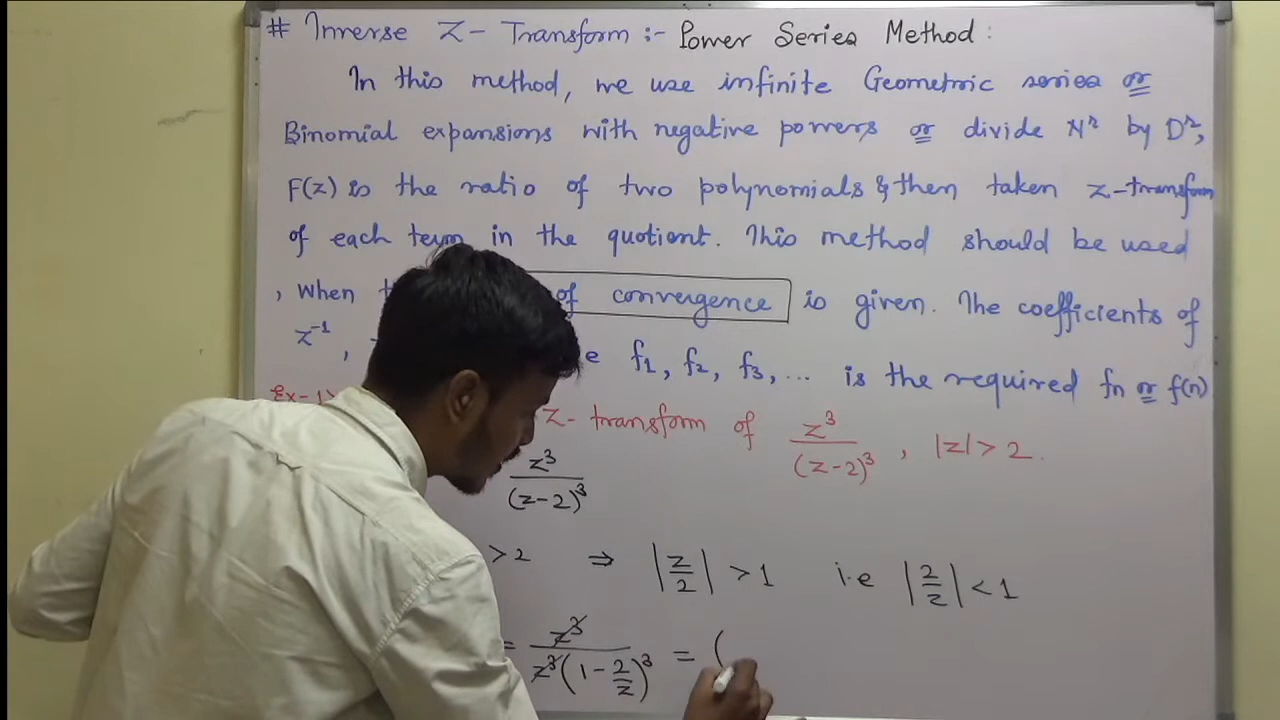 # Inverse Z- Transform :- Power Series Method :
In this method, we use infinite Geometric series or
Binomial expansions with negative powers or divide Nʳ by Dʳ,
F(z) is the ratio of two polynomials & then taken z-transform
of each term in the quotient. This method should be used
, when of convergence is given. The coefficients of
z⁻¹, f₁, f₂, f₃, ... is the required fn or f(n)
Ex-1> Z- transform of z³/(z-2)³ , |z| > 2.
z³/(z-2)³
>2 ⇒ |z/2| > 1 i.e |2/z| < 1
= z³/z³(1-2/z)³ = (